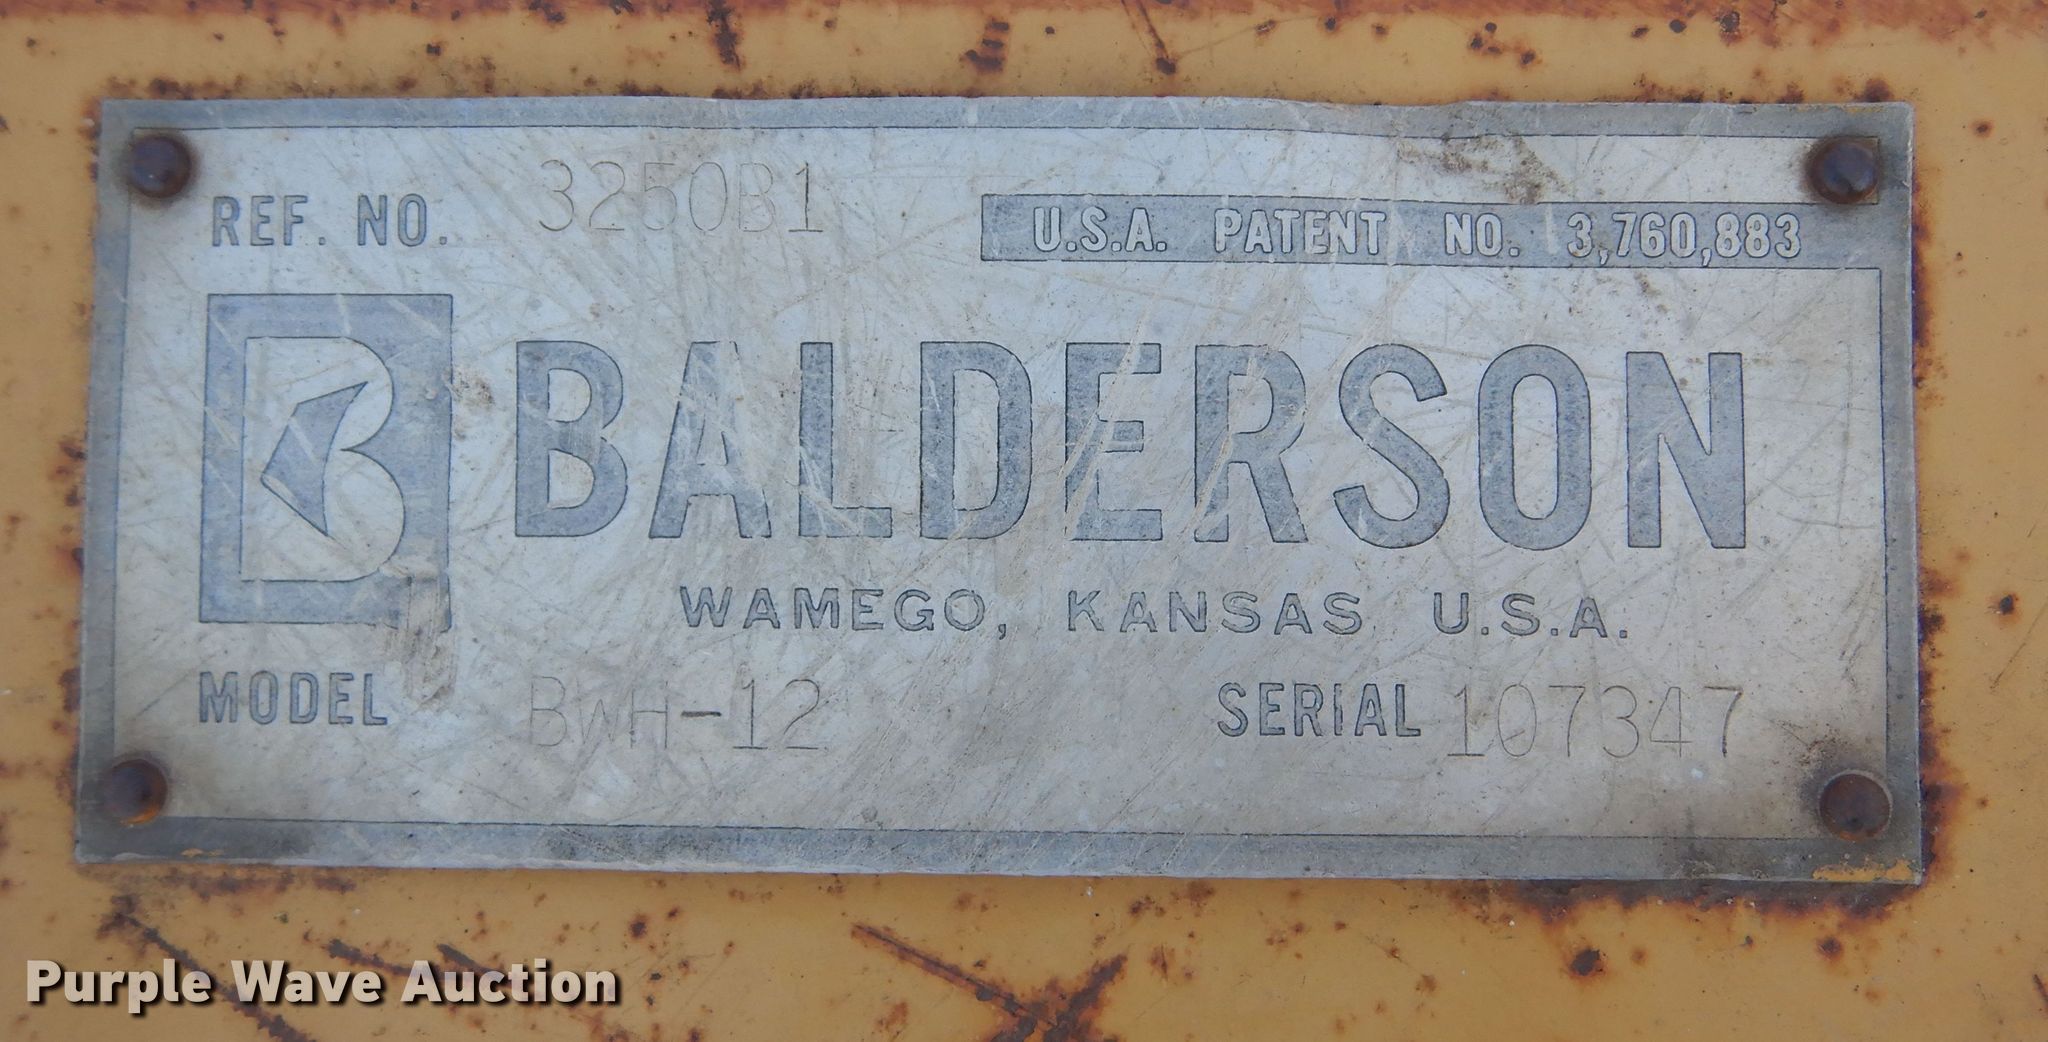 REF. NO. 3250B1
U.S.A. PATENT NO. 3,760,883
B BALDERSON
WAMEGO, KANSAS U.S.A.
MODEL BWH-12 SERIAL 107347
Purple Wave Auction